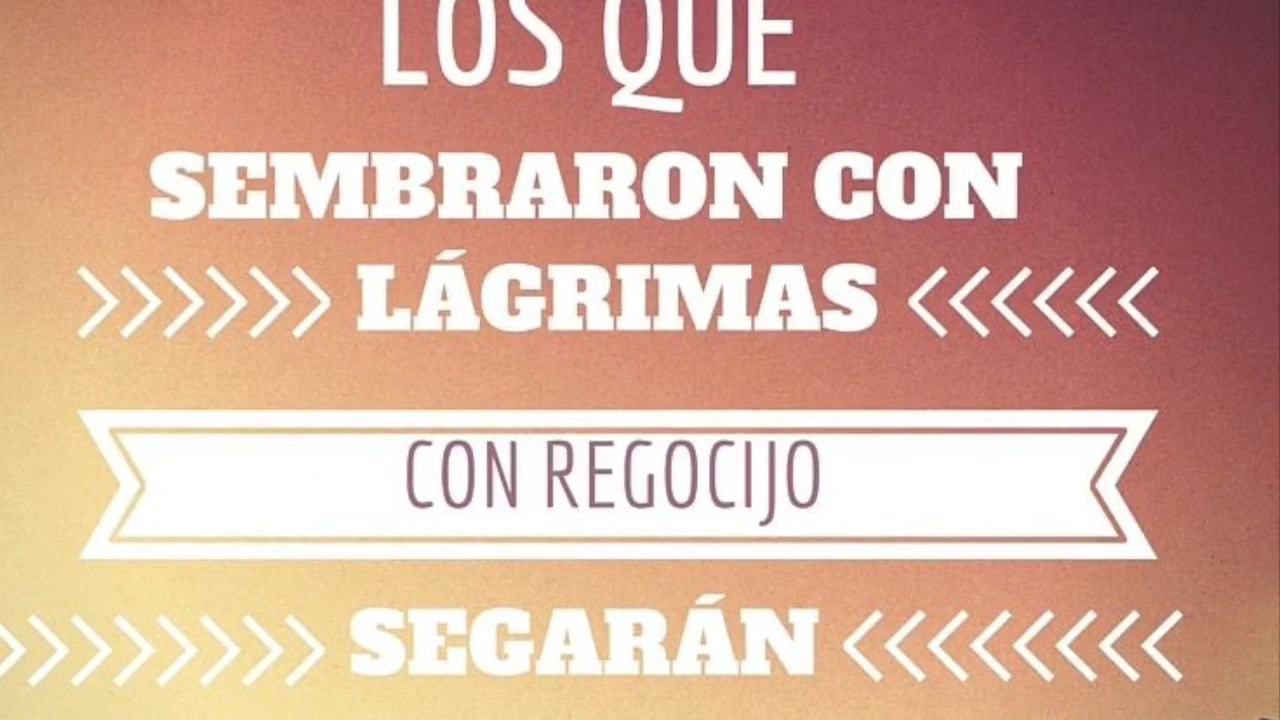 LOS QUE
SEMBRARON CON
LÁGRIMAS
CON REGOCIJO
SEGARÁN